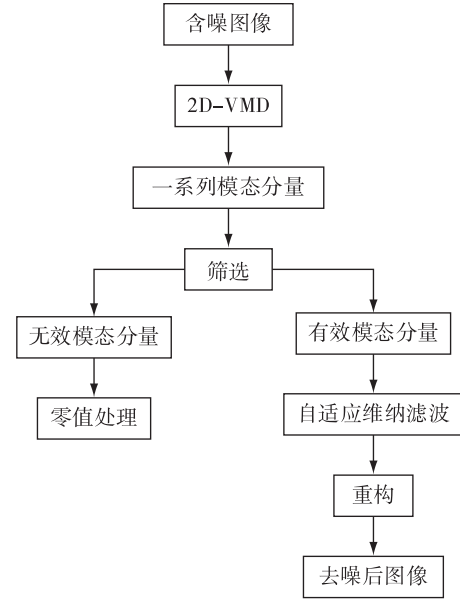 含噪图像
2D-VMD
一系列模态分量
筛选
无效模态分量
有效模态分量
零值处理
自适应维纳滤波
重构
去噪后图像